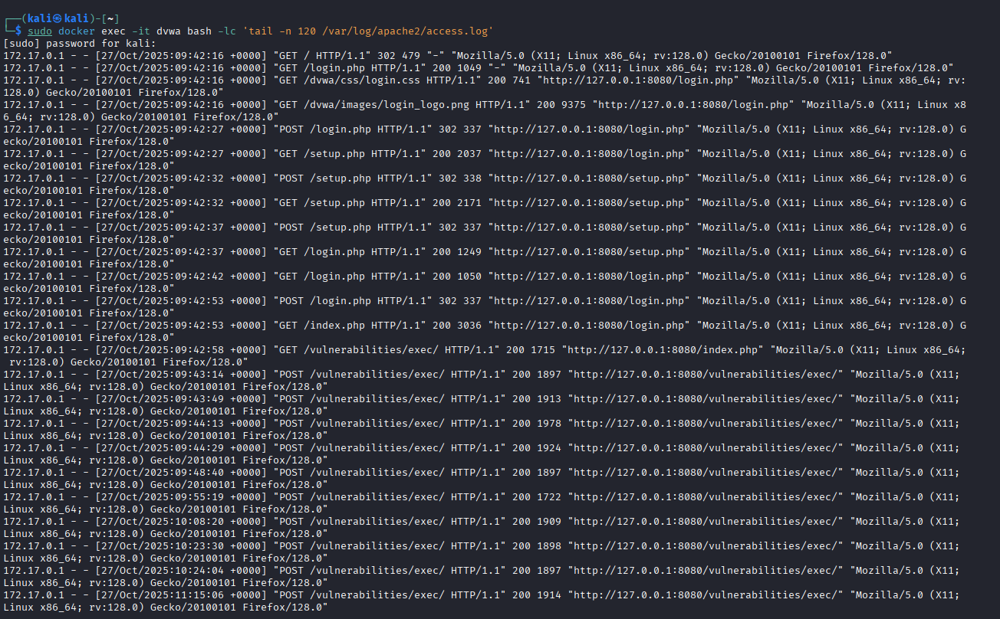 ┌──(kali㉿kali)-[~]
└─$ sudo docker exec -it dvwa bash -lc 'tail -n 120 /var/log/apache2/access.log'
[sudo] password for kali:
172.17.0.1 - - [27/Oct/2025:09:42:16 +0000] "GET / HTTP/1.1" 302 479 "-" "Mozilla/5.0 (X11; Linux x86_64; rv:128.0) Gecko/20100101 Firefox/128.0"
172.17.0.1 - - [27/Oct/2025:09:42:16 +0000] "GET /login.php HTTP/1.1" 200 1049 "-" "Mozilla/5.0 (X11; Linux x86_64; rv:128.0) Gecko/20100101 Firefox/128.0"
172.17.0.1 - - [27/Oct/2025:09:42:16 +0000] "GET /dvwa/css/login.css HTTP/1.1" 200 741 "http://127.0.0.1:8080/login.php" "Mozilla/5.0 (X11; Linux x86_64; rv:
128.0) Gecko/20100101 Firefox/128.0"
172.17.0.1 - - [27/Oct/2025:09:42:16 +0000] "GET /dvwa/images/login_logo.png HTTP/1.1" 200 9375 "http://127.0.0.1:8080/login.php" "Mozilla/5.0 (X11; Linux x8
6_64; rv:128.0) Gecko/20100101 Firefox/128.0"
172.17.0.1 - - [27/Oct/2025:09:42:27 +0000] "POST /login.php HTTP/1.1" 302 337 "http://127.0.0.1:8080/login.php" "Mozilla/5.0 (X11; Linux x86_64; rv:128.0) G
ecko/20100101 Firefox/128.0"
172.17.0.1 - - [27/Oct/2025:09:42:27 +0000] "GET /setup.php HTTP/1.1" 200 2037 "http://127.0.0.1:8080/login.php" "Mozilla/5.0 (X11; Linux x86_64; rv:128.0) G
ecko/20100101 Firefox/128.0"
172.17.0.1 - - [27/Oct/2025:09:42:32 +0000] "POST /setup.php HTTP/1.1" 302 338 "http://127.0.0.1:8080/setup.php" "Mozilla/5.0 (X11; Linux x86_64; rv:128.0) G
ecko/20100101 Firefox/128.0"
172.17.0.1 - - [27/Oct/2025:09:42:32 +0000] "GET /setup.php HTTP/1.1" 200 2171 "http://127.0.0.1:8080/setup.php" "Mozilla/5.0 (X11; Linux x86_64; rv:128.0) G
ecko/20100101 Firefox/128.0"
172.17.0.1 - - [27/Oct/2025:09:42:37 +0000] "POST /setup.php HTTP/1.1" 302 337 "http://127.0.0.1:8080/setup.php" "Mozilla/5.0 (X11; Linux x86_64; rv:128.0) G
ecko/20100101 Firefox/128.0"
172.17.0.1 - - [27/Oct/2025:09:42:37 +0000] "GET /login.php HTTP/1.1" 200 1249 "http://127.0.0.1:8080/setup.php" "Mozilla/5.0 (X11; Linux x86_64; rv:128.0) G
ecko/20100101 Firefox/128.0"
172.17.0.1 - - [27/Oct/2025:09:42:42 +0000] "GET /login.php HTTP/1.1" 200 1050 "http://127.0.0.1:8080/login.php" "Mozilla/5.0 (X11; Linux x86_64; rv:128.0) G
ecko/20100101 Firefox/128.0"
172.17.0.1 - - [27/Oct/2025:09:42:53 +0000] "POST /login.php HTTP/1.1" 302 337 "http://127.0.0.1:8080/login.php" "Mozilla/5.0 (X11; Linux x86_64; rv:128.0) G
ecko/20100101 Firefox/128.0"
172.17.0.1 - - [27/Oct/2025:09:42:53 +0000] "GET /index.php HTTP/1.1" 200 3036 "http://127.0.0.1:8080/login.php" "Mozilla/5.0 (X11; Linux x86_64; rv:128.0) G
ecko/20100101 Firefox/128.0"
172.17.0.1 - - [27/Oct/2025:09:42:58 +0000] "GET /vulnerabilities/exec/ HTTP/1.1" 200 1715 "http://127.0.0.1:8080/index.php" "Mozilla/5.0 (X11; Linux x86_64;
 rv:128.0) Gecko/20100101 Firefox/128.0"
172.17.0.1 - - [27/Oct/2025:09:43:14 +0000] "POST /vulnerabilities/exec/ HTTP/1.1" 200 1897 "http://127.0.0.1:8080/vulnerabilities/exec/" "Mozilla/5.0 (X11;
Linux x86_64; rv:128.0) Gecko/20100101 Firefox/128.0"
172.17.0.1 - - [27/Oct/2025:09:43:49 +0000] "POST /vulnerabilities/exec/ HTTP/1.1" 200 1913 "http://127.0.0.1:8080/vulnerabilities/exec/" "Mozilla/5.0 (X11;
Linux x86_64; rv:128.0) Gecko/20100101 Firefox/128.0"
172.17.0.1 - - [27/Oct/2025:09:44:13 +0000] "POST /vulnerabilities/exec/ HTTP/1.1" 200 1978 "http://127.0.0.1:8080/vulnerabilities/exec/" "Mozilla/5.0 (X11;
Linux x86_64; rv:128.0) Gecko/20100101 Firefox/128.0"
172.17.0.1 - - [27/Oct/2025:09:44:29 +0000] "POST /vulnerabilities/exec/ HTTP/1.1" 200 1924 "http://127.0.0.1:8080/vulnerabilities/exec/" "Mozilla/5.0 (X11;
Linux x86_64; rv:128.0) Gecko/20100101 Firefox/128.0"
172.17.0.1 - - [27/Oct/2025:09:48:40 +0000] "POST /vulnerabilities/exec/ HTTP/1.1" 200 1897 "http://127.0.0.1:8080/vulnerabilities/exec/" "Mozilla/5.0 (X11;
Linux x86_64; rv:128.0) Gecko/20100101 Firefox/128.0"
172.17.0.1 - - [27/Oct/2025:09:55:19 +0000] "POST /vulnerabilities/exec/ HTTP/1.1" 200 1722 "http://127.0.0.1:8080/vulnerabilities/exec/" "Mozilla/5.0 (X11;
Linux x86_64; rv:128.0) Gecko/20100101 Firefox/128.0"
172.17.0.1 - - [27/Oct/2025:10:08:20 +0000] "POST /vulnerabilities/exec/ HTTP/1.1" 200 1909 "http://127.0.0.1:8080/vulnerabilities/exec/" "Mozilla/5.0 (X11;
Linux x86_64; rv:128.0) Gecko/20100101 Firefox/128.0"
172.17.0.1 - - [27/Oct/2025:10:23:30 +0000] "POST /vulnerabilities/exec/ HTTP/1.1" 200 1898 "http://127.0.0.1:8080/vulnerabilities/exec/" "Mozilla/5.0 (X11;
Linux x86_64; rv:128.0) Gecko/20100101 Firefox/128.0"
172.17.0.1 - - [27/Oct/2025:10:24:04 +0000] "POST /vulnerabilities/exec/ HTTP/1.1" 200 1897 "http://127.0.0.1:8080/vulnerabilities/exec/" "Mozilla/5.0 (X11;
Linux x86_64; rv:128.0) Gecko/20100101 Firefox/128.0"
172.17.0.1 - - [27/Oct/2025:11:15:06 +0000] "POST /vulnerabilities/exec/ HTTP/1.1" 200 1914 "http://127.0.0.1:8080/vulnerabilities/exec/" "Mozilla/5.0 (X11;
Linux x86_64; rv:128.0) Gecko/20100101 Firefox/128.0"